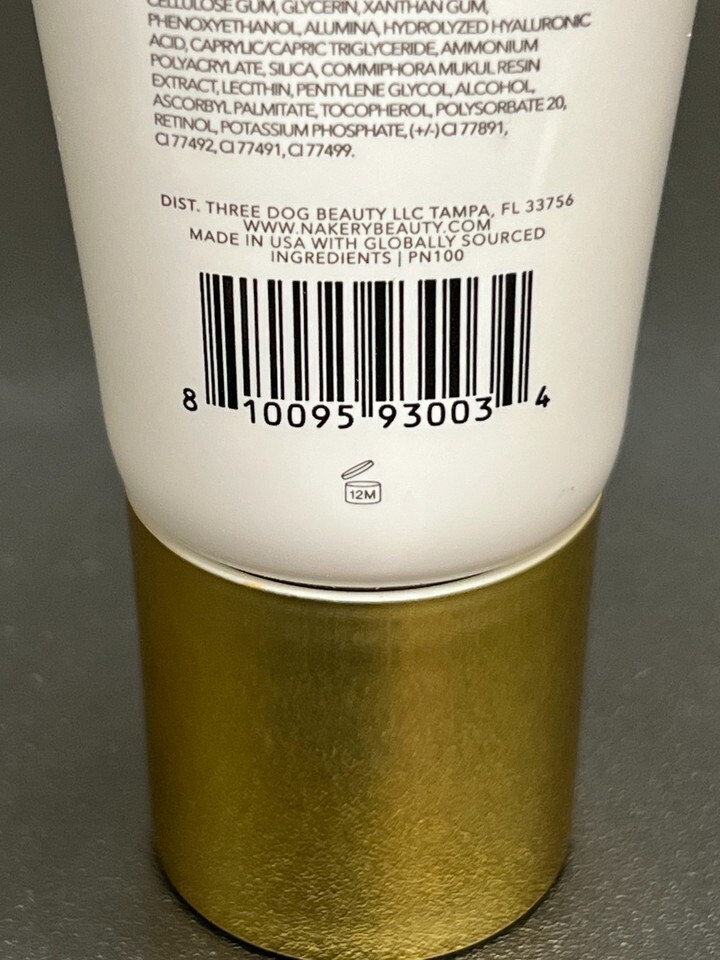 CELLULOSE GUM, GLYCERIN, XANTHAN GUM,
PHENOXYETHANOL, ALUMINA, HYDROLYZED HYALURONIC
ACID, CAPRYLIC/CAPRIC TRIGLYCERIDE, AMMONIUM
POLYACRYLATE, SILICA, COMMIPHORA MUKUL RESIN
EXTRACT, LECITHIN, PENTYLENE GLYCOL, ALCOHOL,
ASCORBYL PALMITATE, TOCOPHEROL, POLYSORBATE 20,
RETINOL, POTASSIUM PHOSPHATE, (+/-) CI 77891,
CI 77492, CI 77491, CI 77499.
DIST. THREE DOG BEAUTY LLC TAMPA, FL 33756
WWW.NAKERYBEAUTY.COM
MADE IN USA WITH GLOBALLY SOURCED
INGREDIENTS | PN100
8 10095 93003 4
12M